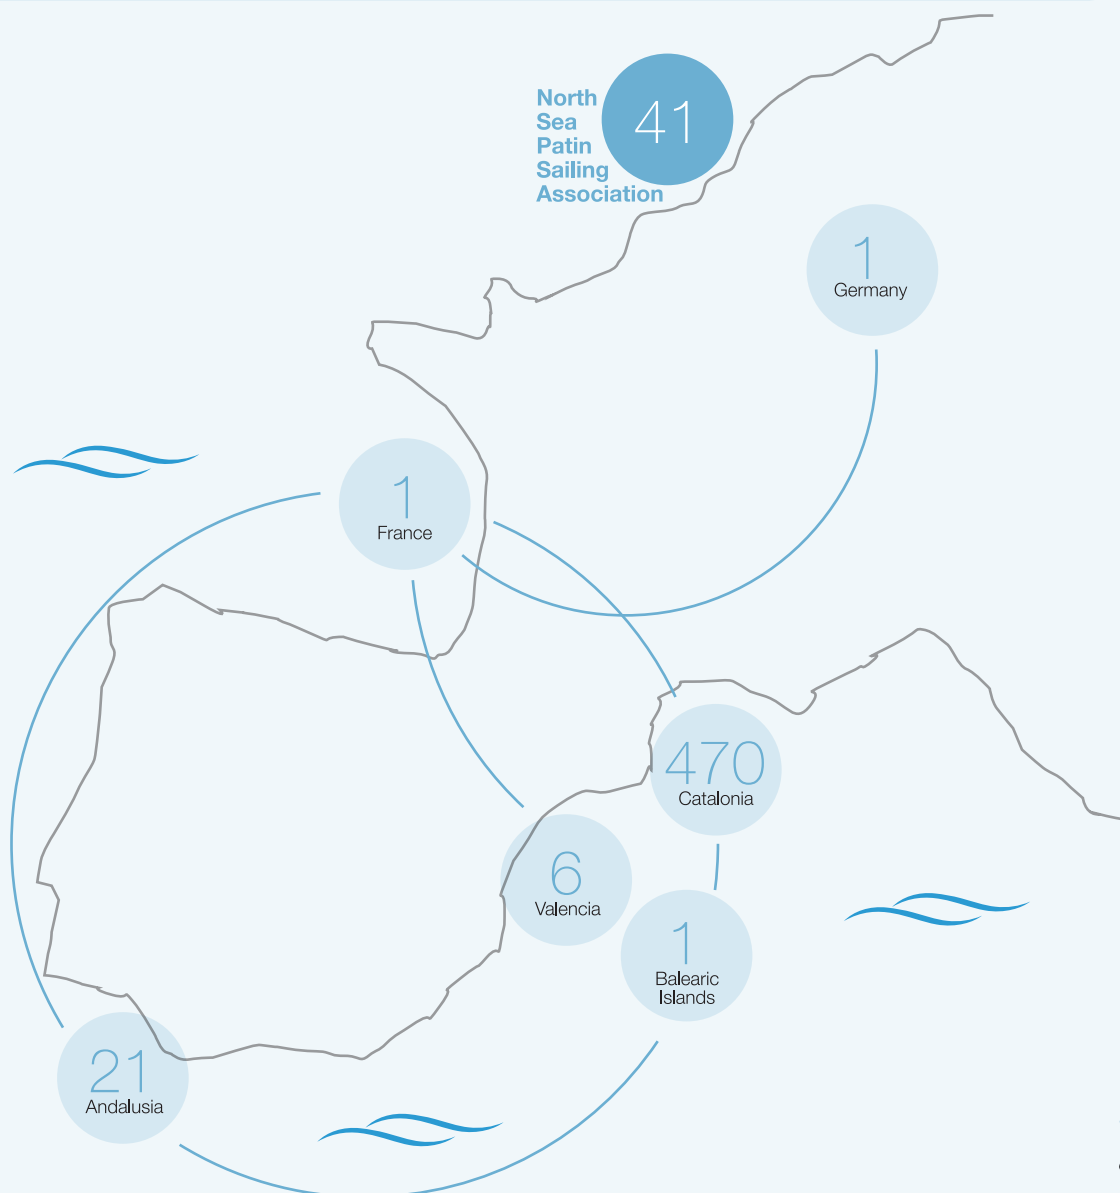 North
Sea
Patin
Sailing
Association
41
1
Germany
1
France
470
Catalonia
6
Valencia
1
Balearic
Islands
21
Andalusia